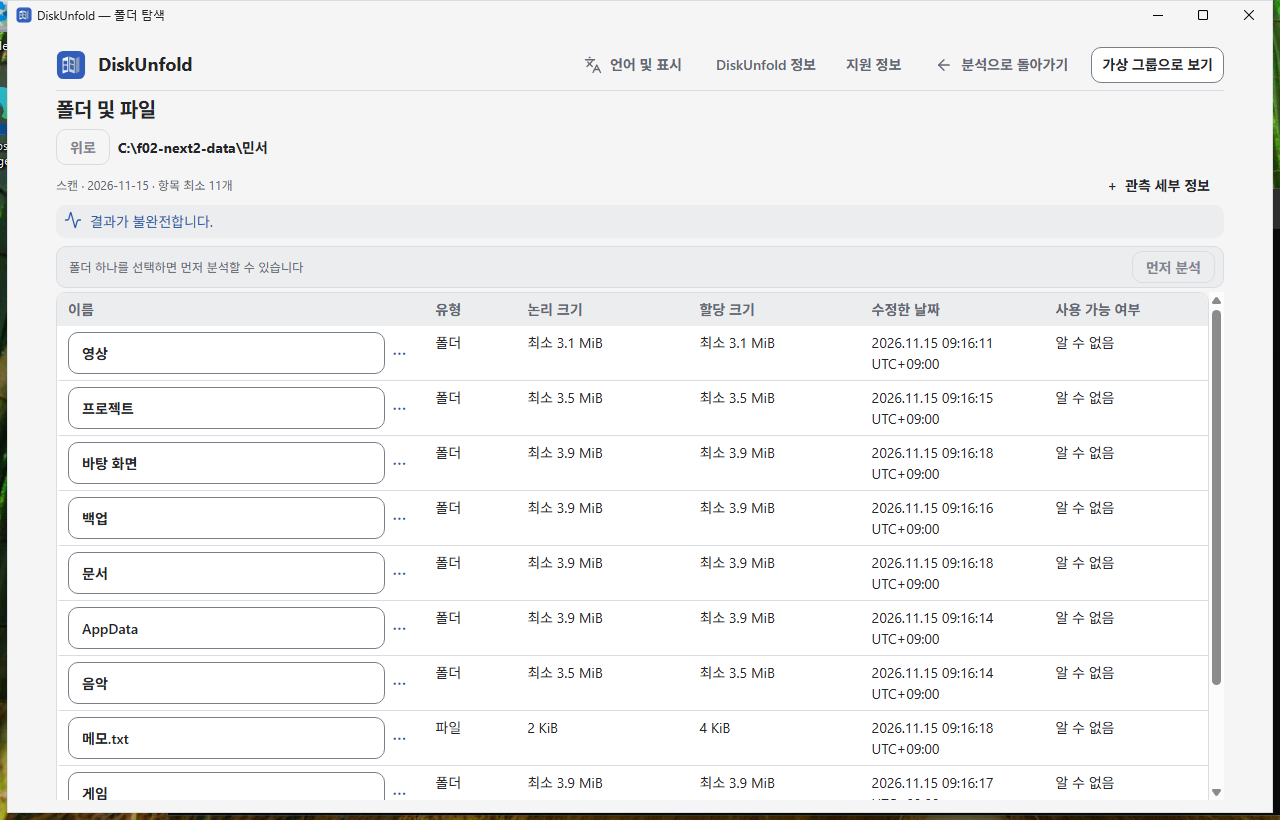 DiskUnfold — 폴더 탐색
DiskUnfold
언어 및 표시
DiskUnfold 정보
지원 정보
← 분석으로 돌아가기
가상 그룹으로 보기
폴더 및 파일
위로
C:\f02-next2-data\민서
스캔 · 2026-11-15 · 항목 최소 11개
+ 관측 세부 정보
결과가 불완전합니다.
폴더 하나를 선택하면 먼저 분석할 수 있습니다
먼저 분석
이름 유형 논리 크기 할당 크기 수정한 날짜 사용 가능 여부
영상 ... 폴더 최소 3.1 MiB 최소 3.1 MiB 2026.11.15 09:16:11 알 수 없음
UTC+09:00
프로젝트 ... 폴더 최소 3.5 MiB 최소 3.5 MiB 2026.11.15 09:16:15 알 수 없음
UTC+09:00
바탕 화면 ... 폴더 최소 3.9 MiB 최소 3.9 MiB 2026.11.15 09:16:18 알 수 없음
UTC+09:00
백업 ... 폴더 최소 3.9 MiB 최소 3.9 MiB 2026.11.15 09:16:16 알 수 없음
UTC+09:00
문서 ... 폴더 최소 3.9 MiB 최소 3.9 MiB 2026.11.15 09:16:18 알 수 없음
UTC+09:00
AppData ... 폴더 최소 3.9 MiB 최소 3.9 MiB 2026.11.15 09:16:14 알 수 없음
UTC+09:00
음악 ... 폴더 최소 3.5 MiB 최소 3.5 MiB 2026.11.15 09:16:14 알 수 없음
UTC+09:00
메모.txt ... 파일 2 KiB 4 KiB 2026.11.15 09:16:18 알 수 없음
UTC+09:00
게임 ... 폴더 최소 3.9 MiB 최소 3.9 MiB 2026.11.15 09:16:17 알 수 없음